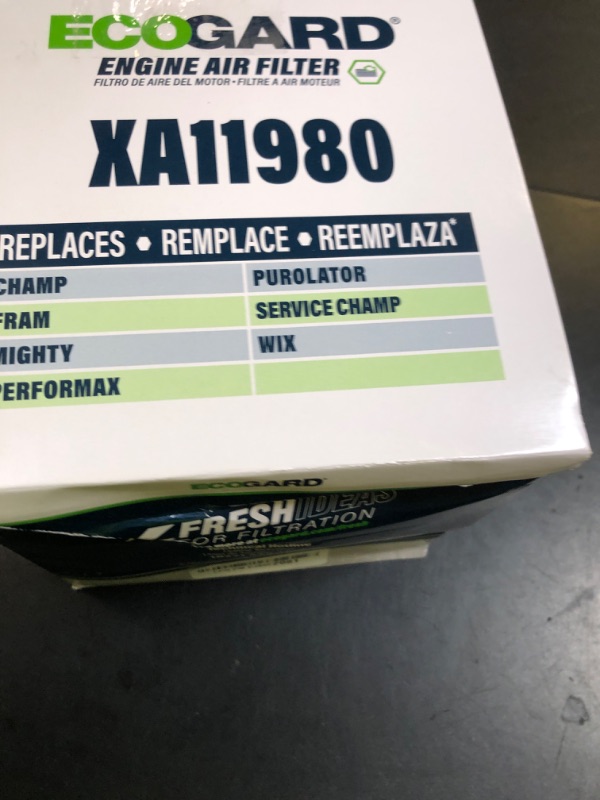 ECOGARD®
ENGINE AIR FILTER
FILTRO DE AIRE DEL MOTOR • FILTRE A AIR MOTEUR
XA11980
REPLACES • REMPLACE • REEMPLAZA*
CHAMP PUROLATOR
FRAM SERVICE CHAMP
MIGHTY WIX
PERFORMAX
ECOGARD
FRESH IDEAS
FOR FILTRATION